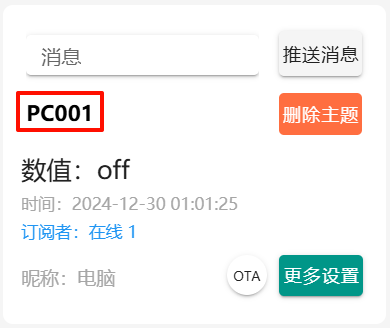 消息
推送消息
PC001
删除主题
数值：off
时间：2024-12-30 01:01:25
订阅者：在线 1
昵称：电脑
OTA
更多设置